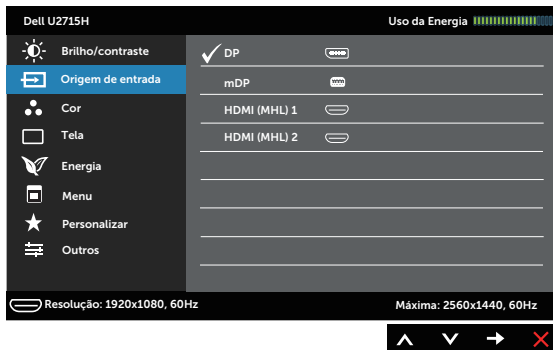 Dell U2715H Uso da Energia
Brilho/contraste
Origem de entrada
Cor
Tela
Energia
Menu
Personalizar
Outros
DP
mDP
HDMI (MHL) 1
HDMI (MHL) 2
Resolução: 1920x1080, 60Hz Máxima: 2560x1440, 60Hz